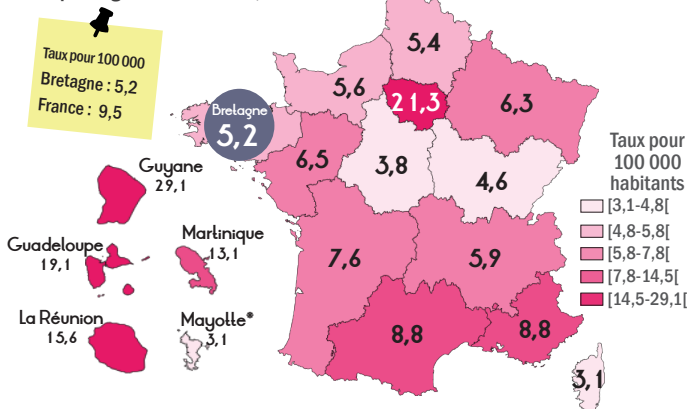 Taux pour 100 000
Bretagne : 5,2
France : 9,5
5,4
5,6
21,3
6,3
Bretagne
5,2
6,5
3,8
4,6
Guyane
29,1
Guadeloupe
19,1
Martinique
13,1
La Réunion
15,6
Mayotte*
3,1
7,6
5,9
8,8
8,8
3,1
Taux pour
100 000
habitants
[3,1-4,8[
[4,8-5,8[
[5,8-7,8[
[7,8-14,5[
[14,5-29,1[